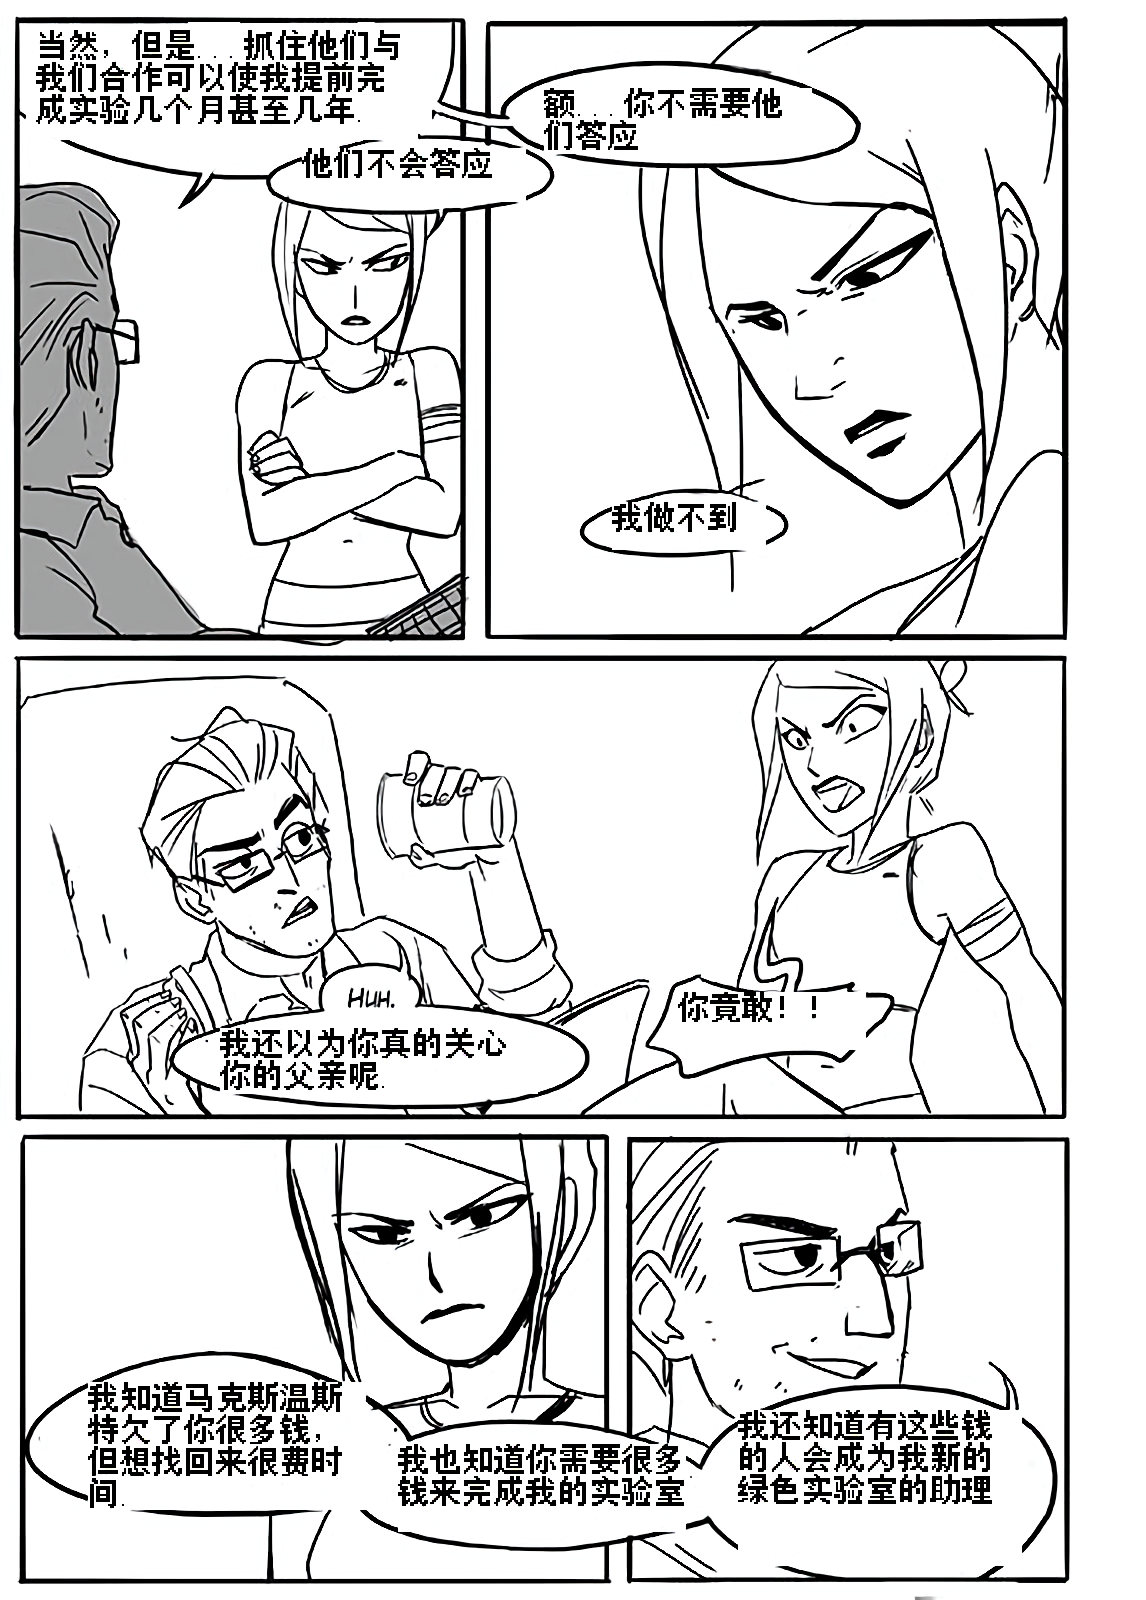 当然，但是...抓住他们与
我们合作可以使我提前完
成实验几个月甚至几年.
他们不会答应
额...你不需要他
们答应
我做不到
HUH.
我还以为你真的关心
你的父亲呢.
你竟敢！！
我知道马克斯温斯
特欠了你很多钱，
但想找回来很费时
间.
我也知道你需要很多
钱来完成我的实验室
我还知道有这些钱
的人会成为我新的
绿色实验室的助理